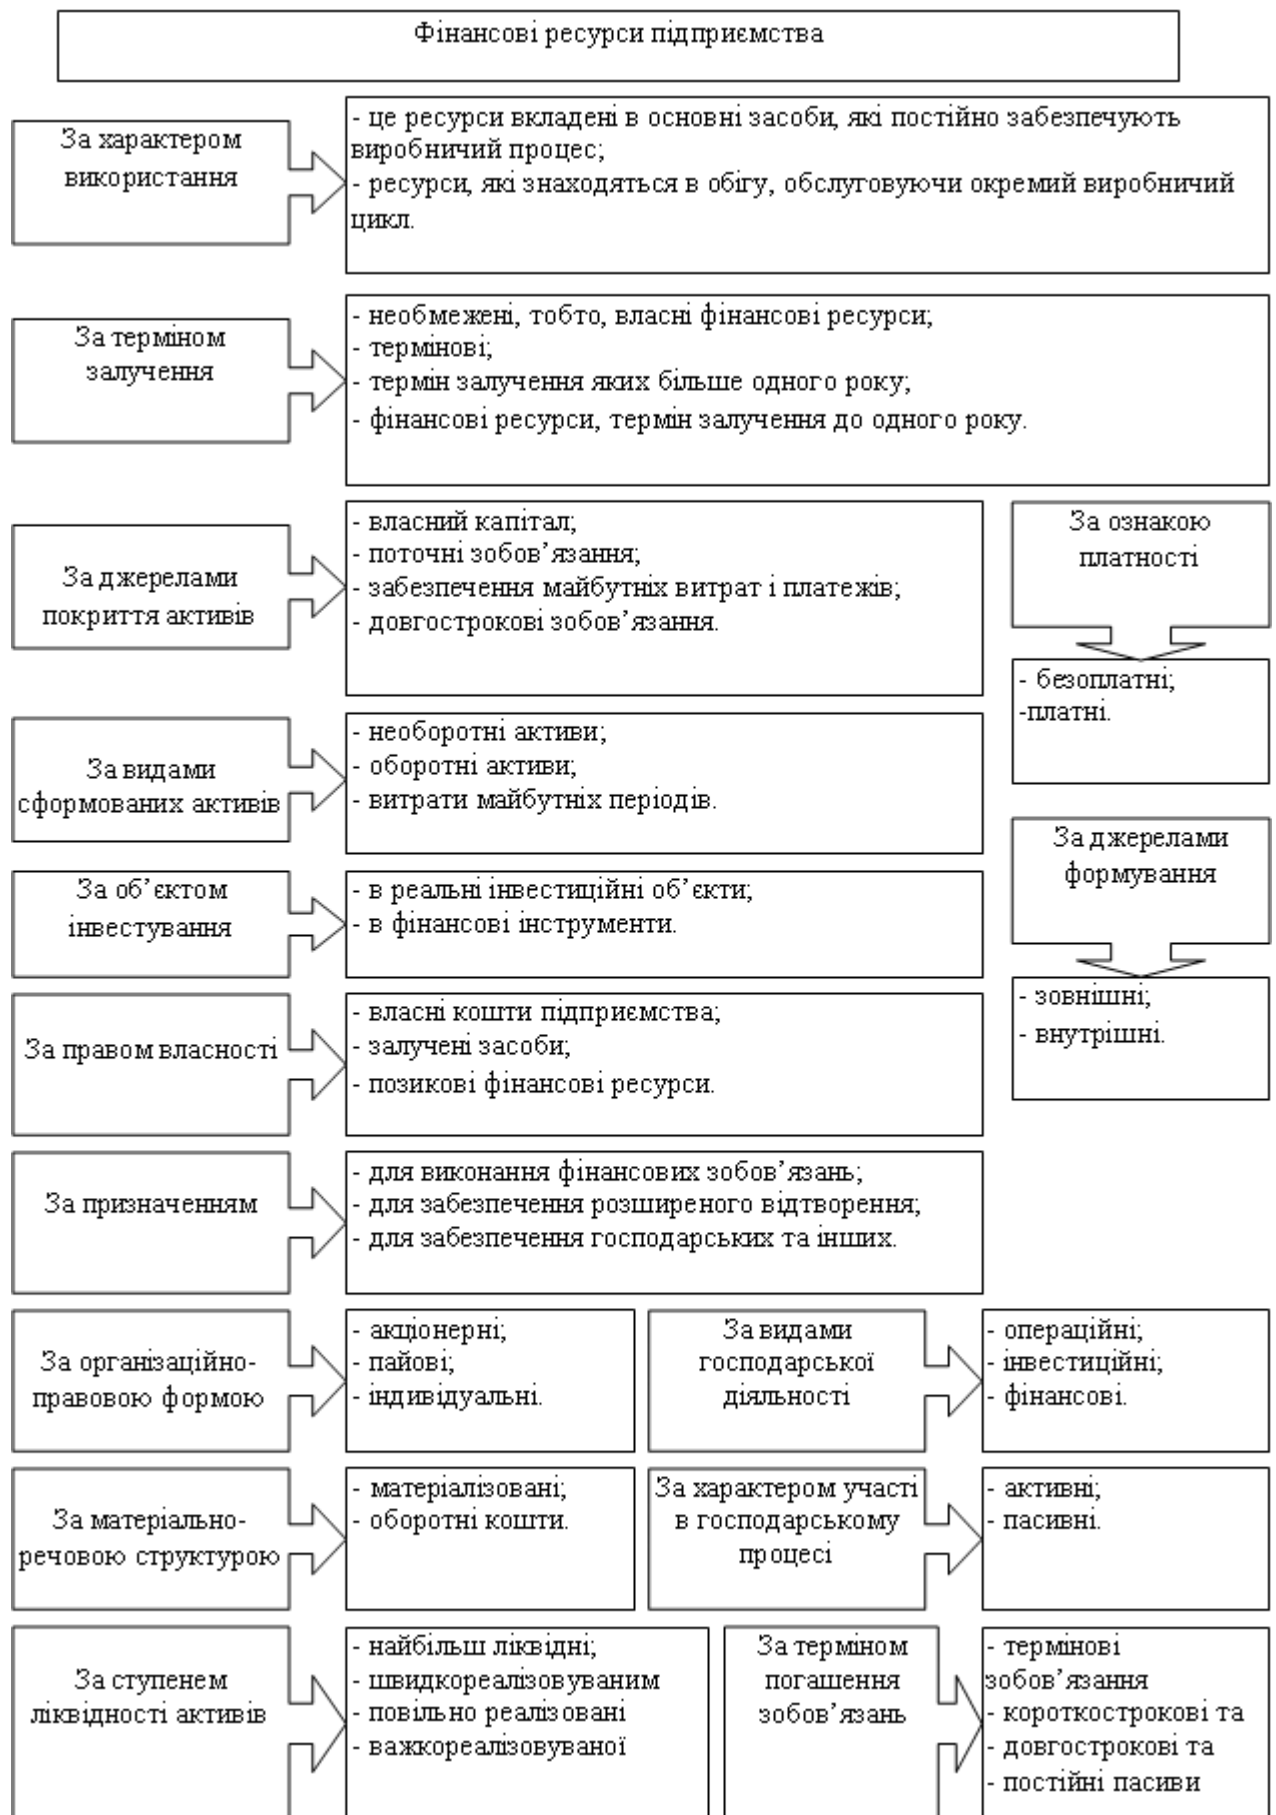 Фінансові ресурси підприємства
За характером
використання
- це ресурси вкладені в основні засоби, які постійно забезпечують
виробничий процес;
- ресурси, які знаходяться в обігу, обслуговуючи окремий виробничий
цикл.
За терміном
залучення
- необмежені, тобто, власні фінансові ресурси;
- термінові;
- термін залучення яких більше одного року;
- фінансові ресурси, термін залучення до одного року.
За джерелами
покриття активів
- власний капітал;
- поточні зобов’язання;
- забезпечення майбутніх витрат і платежів;
- довгострокові зобов’язання.
За ознакою
платності
- безоплатні;
-платні.
За видами
сформованих активів
- необоротні активи;
- оборотні активи;
- витрати майбутніх періодів.
За джерелами
формування
- зовнішні;
- внутрішні.
За об’єктом
інвестування
- в реальні інвестиційні об’єкти;
- в фінансові інструменти.
За правом власності
- власні кошти підприємства;
- залучені засоби;
- позикові фінансові ресурси.
За призначенням
- для виконання фінансових зобов’язань;
- для забезпечення розширеного відтворення;
- для забезпечення господарських та інших.
За організаційно-
правовою формою
- акціонерні;
- пайові;
- індивідуальні.
За видами
господарської
діяльності
- операційні;
- інвестиційні;
- фінансові.
За матеріально-
речовою структурою
- матеріалізовані;
- оборотні кошти.
За характером участі
в господарському
процесі
- активні;
- пасивні.
За ступенем
ліквідності активів
- найбільш ліквідні;
- швидкореалізовуваним
- повільно реалізовані
- важкореалізовуваної
За терміном
погашення
зобов’язань
- термінові
зобов’язання
- короткострокові та
- довгострокові та
- постійні пасиви